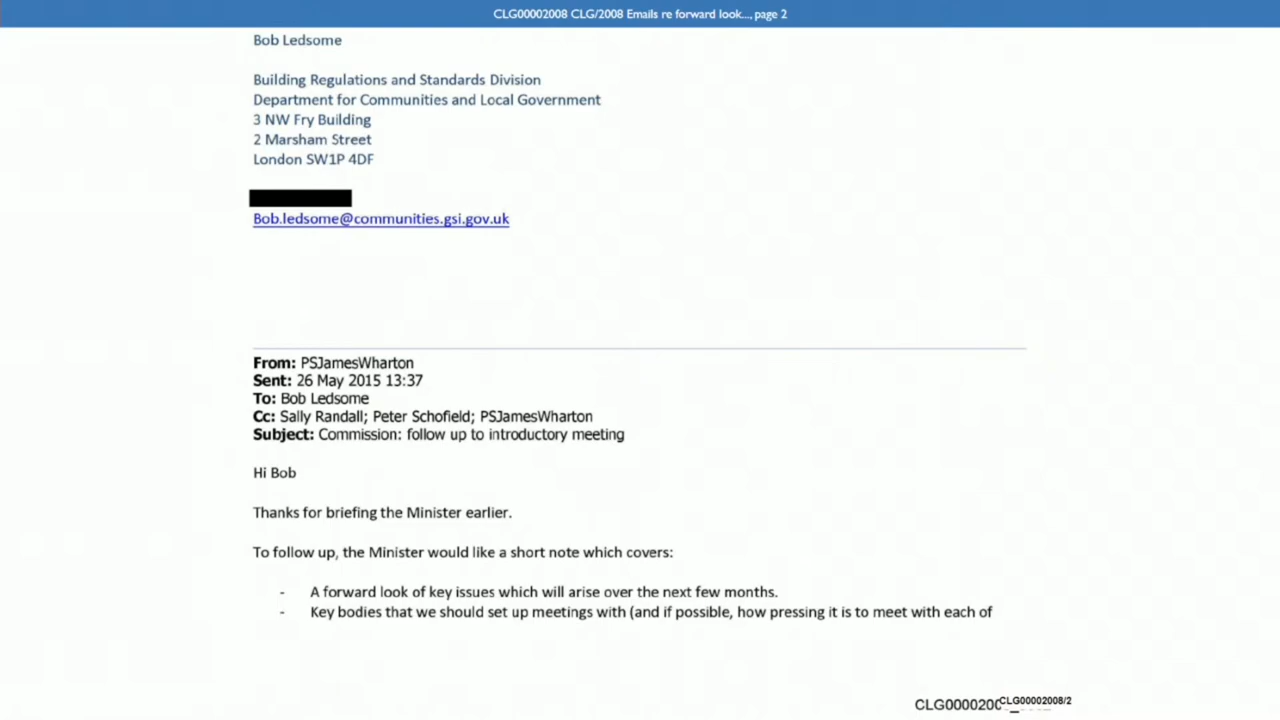 CLG00002008 CLG/2008 Emails re forward look..., page 2
Bob Ledsome
Building Regulations and Standards Division
Department for Communities and Local Government
3 NW Fry Building
2 Marsham Street
London SW1P 4DF
Bob.ledsome@communities.gsi.gov.uk
From: PSJamesWharton
Sent: 26 May 2015 13:37
To: Bob Ledsome
Cc: Sally Randall; Peter Schofield; PSJamesWharton
Subject: Commission: follow up to introductory meeting
Hi Bob
Thanks for briefing the Minister earlier.
To follow up, the Minister would like a short note which covers:
- A forward look of key issues which will arise over the next few months.
- Key bodies that we should set up meetings with (and if possible, how pressing it is to meet with each of
CLG00002008/2